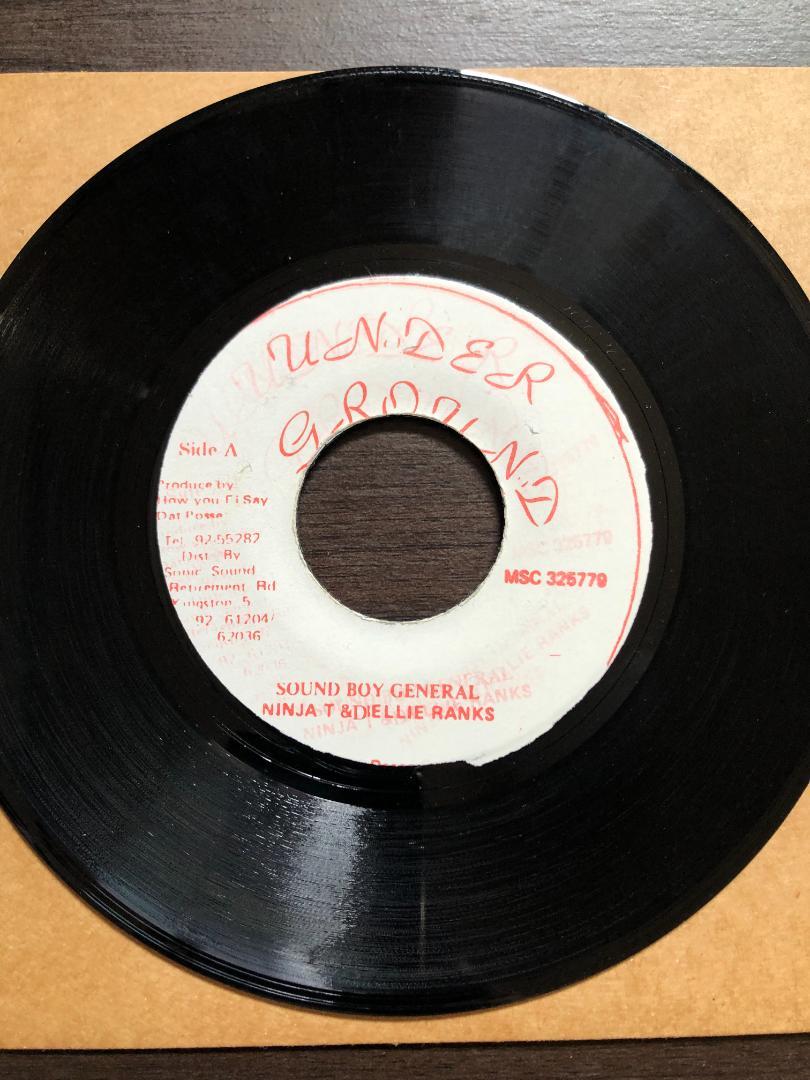 UNDER
GROUND
Side A
Produce by:
How you Fi Say
Dat Posse
Tel: 92-55282
Dist. By
Sonic Sound
Retirement Rd
Kingston 5
92 61204/
62036
MSC 325779
SOUND BOY GENERAL
NINJA T & DIELLIE RANKS